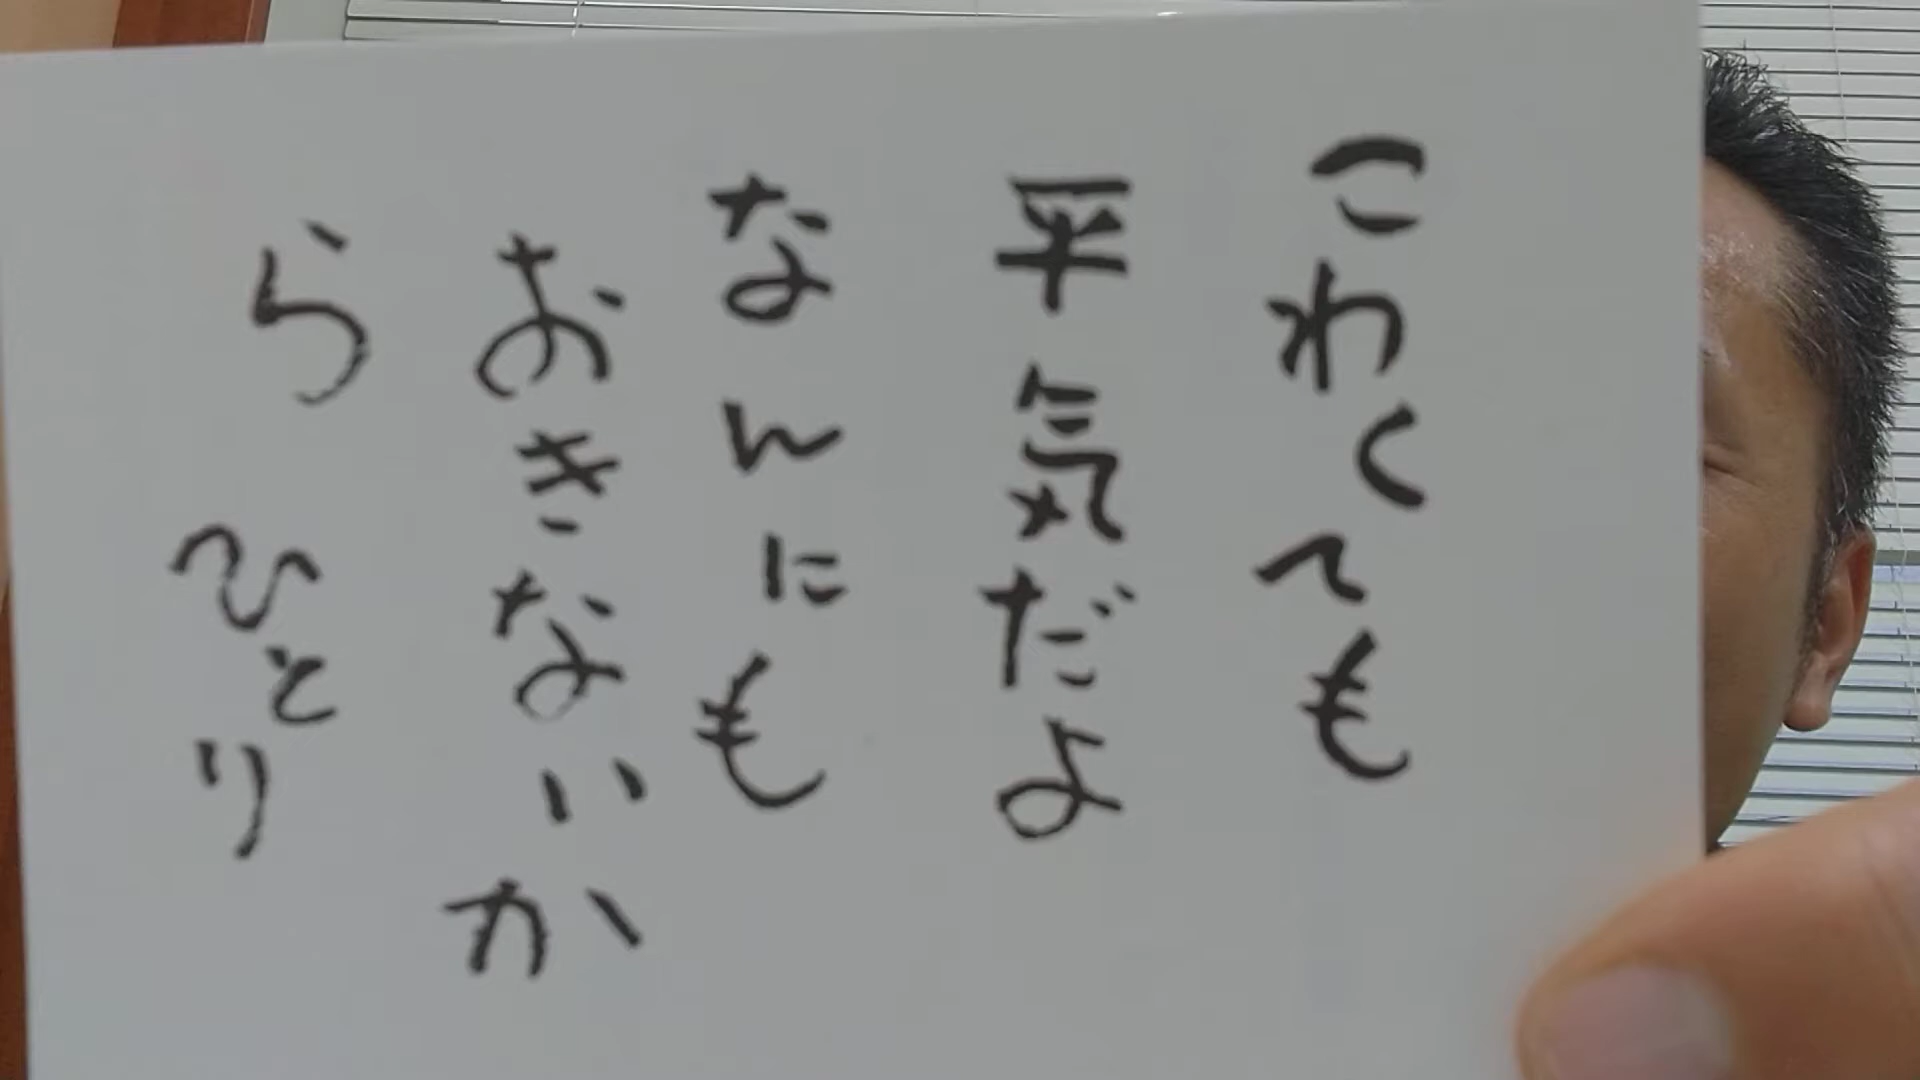 こわくても
平気だよ
なんにも
おきないか
ら ひとり